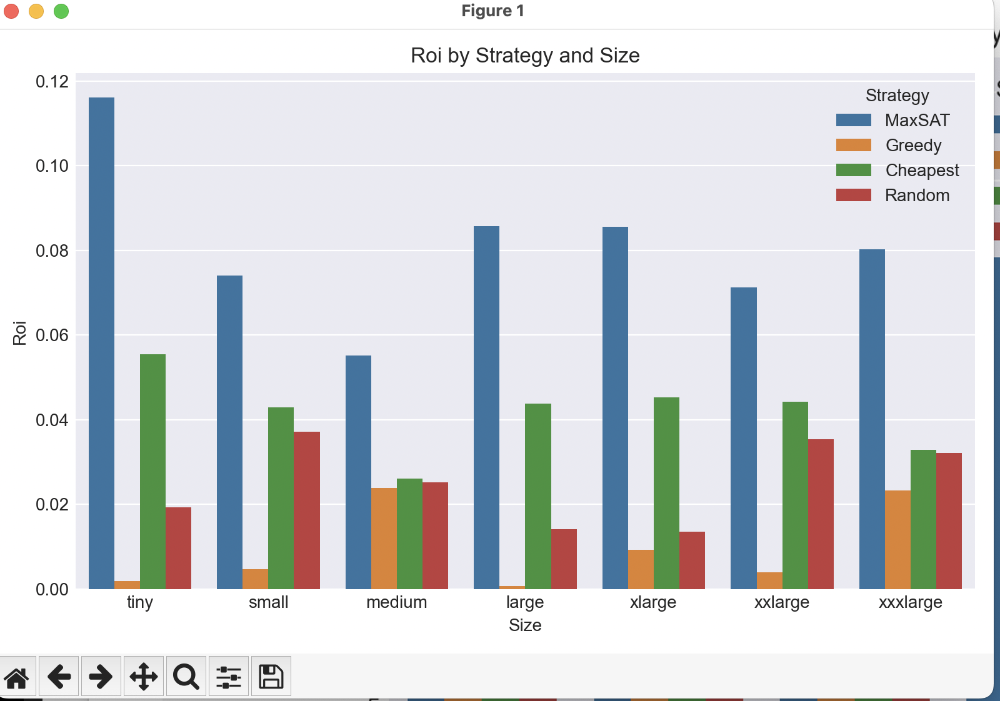 Figure 1
Roi by Strategy and Size
0.12
0.10
0.08
0.06
0.04
0.02
0.00
Roi
Strategy
MaxSAT
Greedy
Cheapest
Random
tiny
small
medium
large
xlarge
xxlarge
xxxlarge
Size